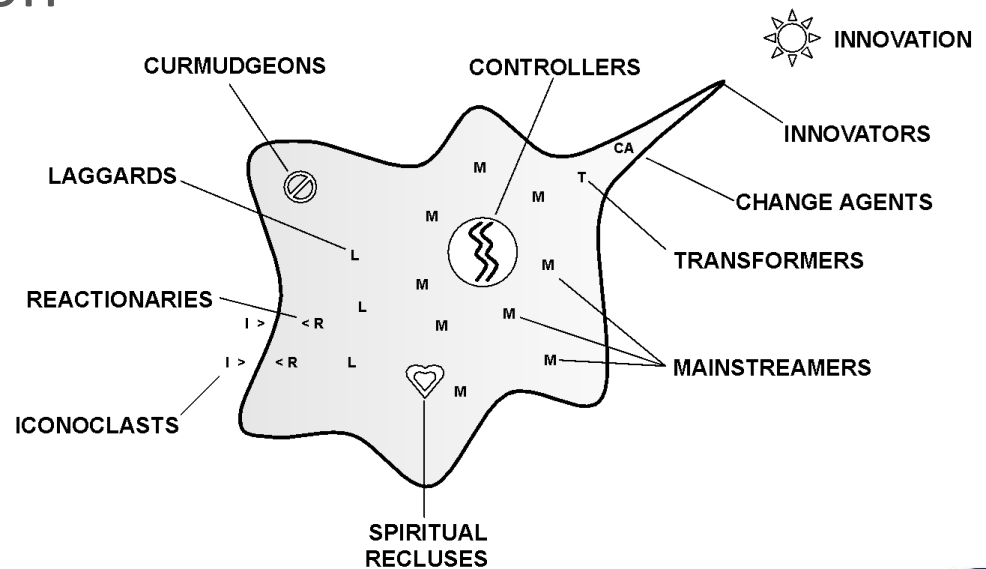 INNOVATION
CURMUDGEONS
CONTROLLERS
INNOVATORS
CA
LAGGARDS
M
T
CHANGE AGENTS
M
M
L
TRANSFORMERS
M
M
REACTIONARIES
L
M
I >
< R
M
I >
< R
L
M
MAINSTREAMERS
M
ICONOCLASTS
SPIRITUAL
RECLUSES